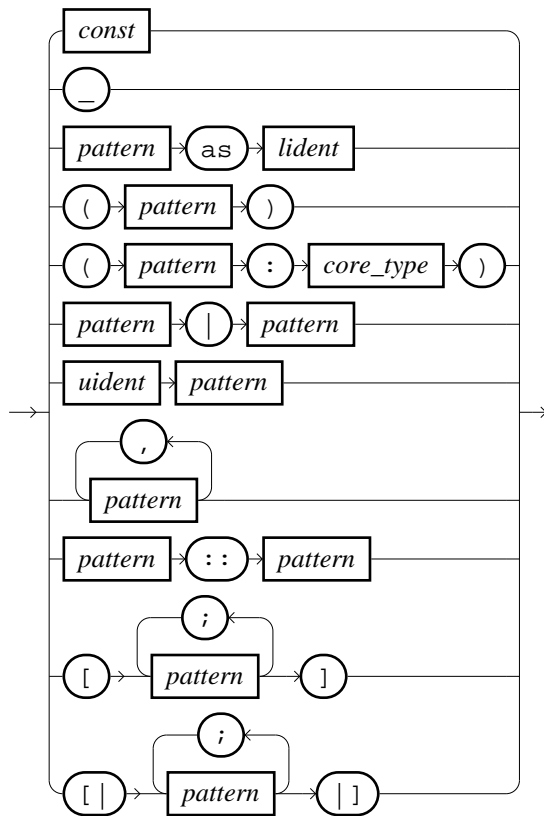 const
_
pattern as lident
( pattern )
( pattern : core_type )
pattern | pattern
uident pattern
,
pattern
pattern :: pattern
;
[ pattern ]
;
[| pattern |]